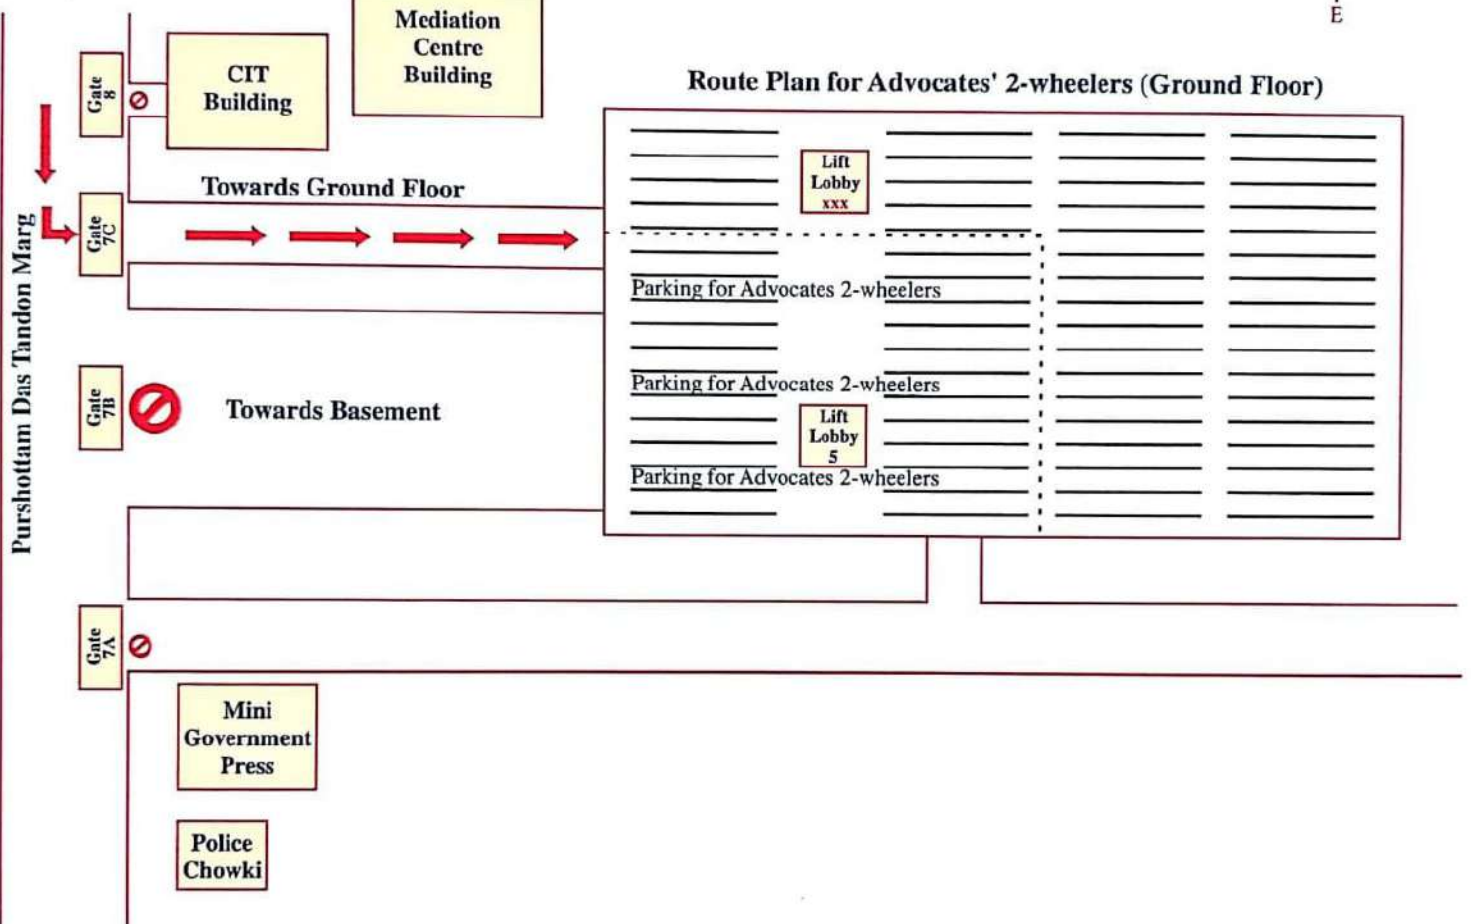 E
Mediation
Centre
Building
CIT
Building
Gate
8
Route Plan for Advocates' 2-wheelers (Ground Floor)
Lift
Lobby
xxx
Towards Ground Floor
Gate
7C
Purshottam Das Tandon Marg
Parking for Advocates 2-wheelers
Parking for Advocates 2-wheelers
Gate
7B
Towards Basement
Lift
Lobby
5
Parking for Advocates 2-wheelers
Gate
7A
Mini
Government
Press
Police
Chowki